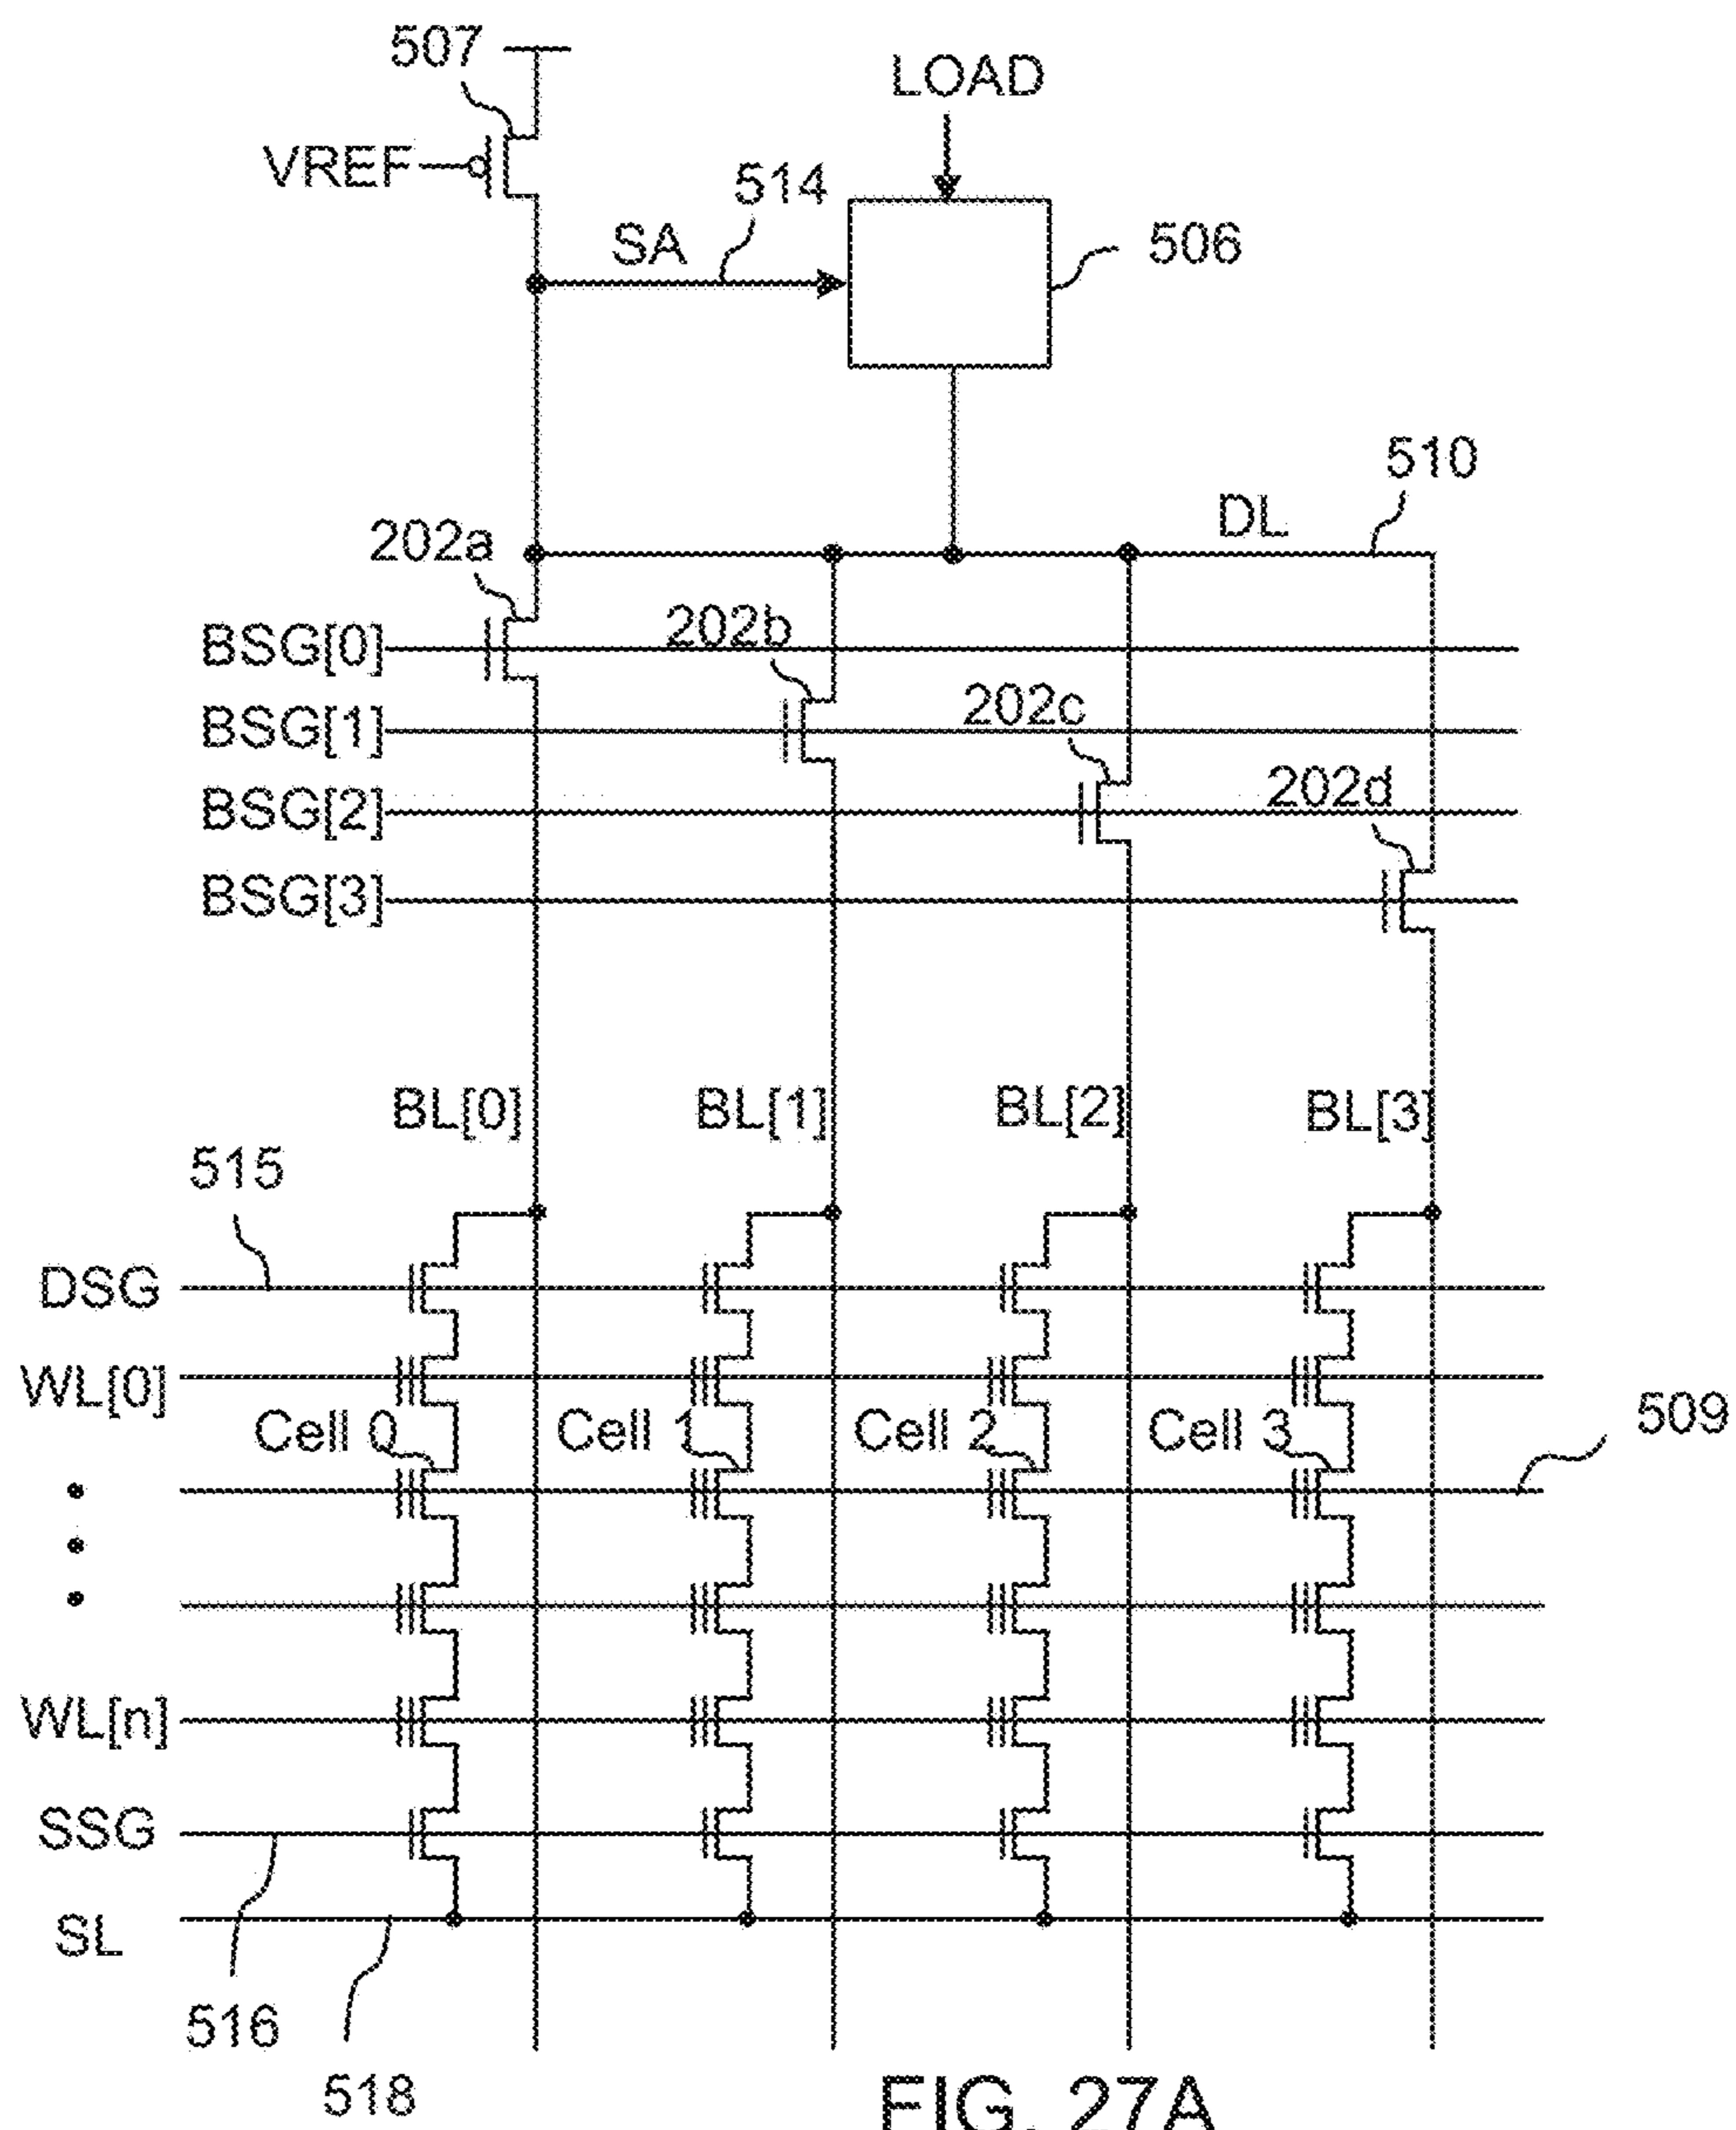 507
LOAD
VREF
514
SA
506
510
DL
202a
BSG[0]
202b
BSG[1]
202c
BSG[2]
202d
BSG[3]
BL[0]
BL[1]
BL[2]
BL[3]
515
DSG
WL[0]
Cell 0
Cell 1
Cell 2
Cell 3
509
WL[n]
SSG
SL
516
518
FIG. 27A